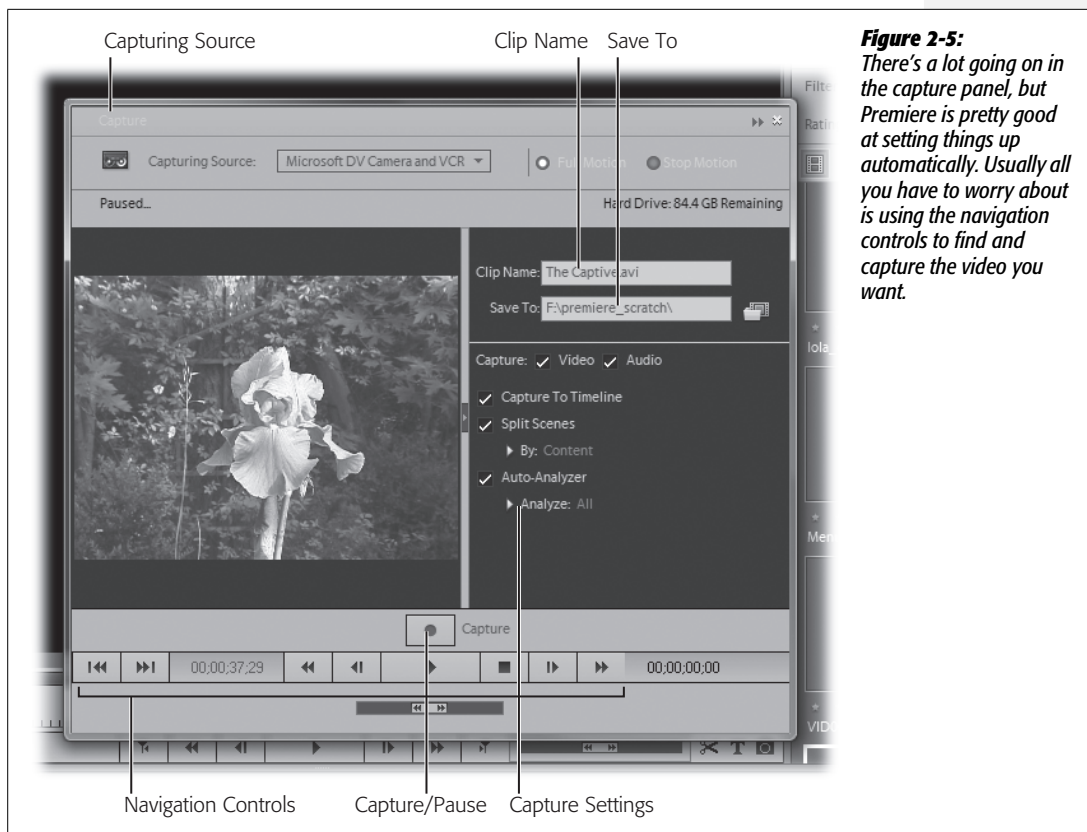 Capturing Source
Clip Name
Save To
Figure 2-5:
There's a lot going on in
the capture panel, but
Premiere is pretty good
at setting things up
automatically. Usually all
you have to worry about
is using the navigation
controls to find and
capture the video you
want.
Capture
Capturing Source: Microsoft DV Camera and VCR
Full Motion
Stop Motion
Paused...
Hard Drive: 84.4 GB Remaining
Clip Name: The Captive.avi
Save To: F:\premiere_scratch\
Capture: Video Audio
Capture To Timeline
Split Scenes
By: Content
Auto-Analyzer
Analyze: All
Capture
00;00;37;29
00;00;00;00
T
Navigation Controls
Capture/Pause
Capture Settings